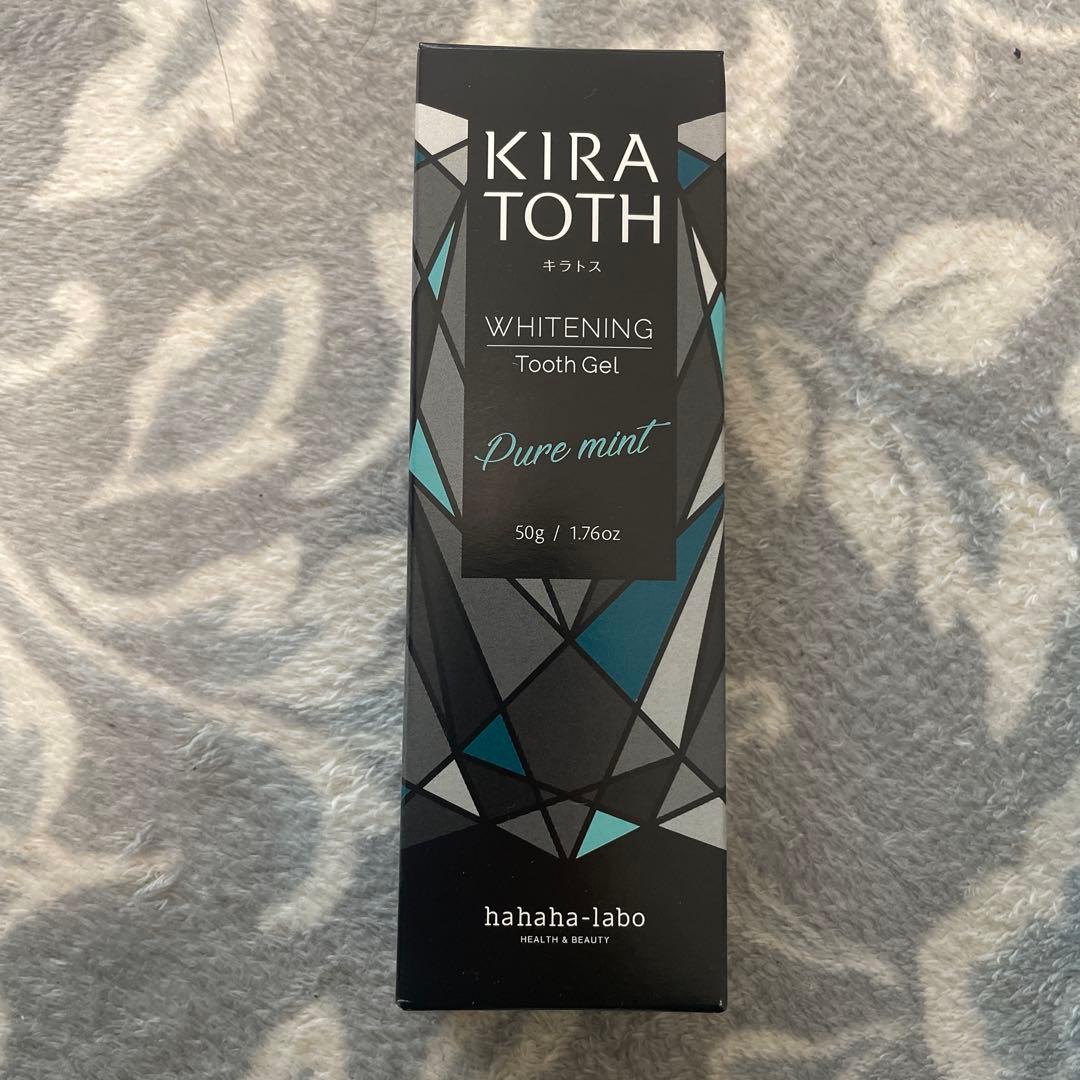 KIRA
TOTH
キラトス
WHITENING
Tooth Gel
Pure mint
50g / 1.76oz
hahaha-labo
HEALTH & BEAUTY